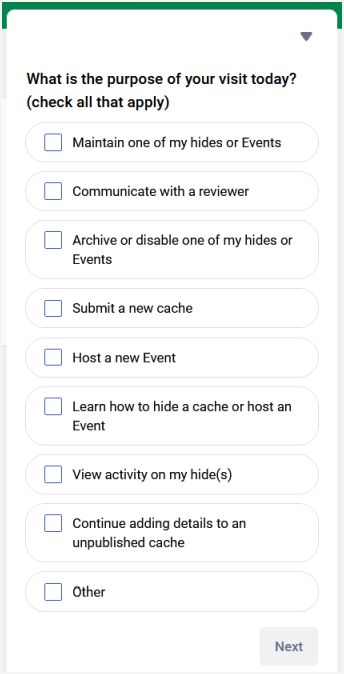 What is the purpose of your visit today?
(check all that apply)
Maintain one of my hides or Events
Communicate with a reviewer
Archive or disable one of my hides or
Events
Submit a new cache
Host a new Event
Learn how to hide a cache or host an
Event
View activity on my hide(s)
Continue adding details to an
unpublished cache
Other
Next